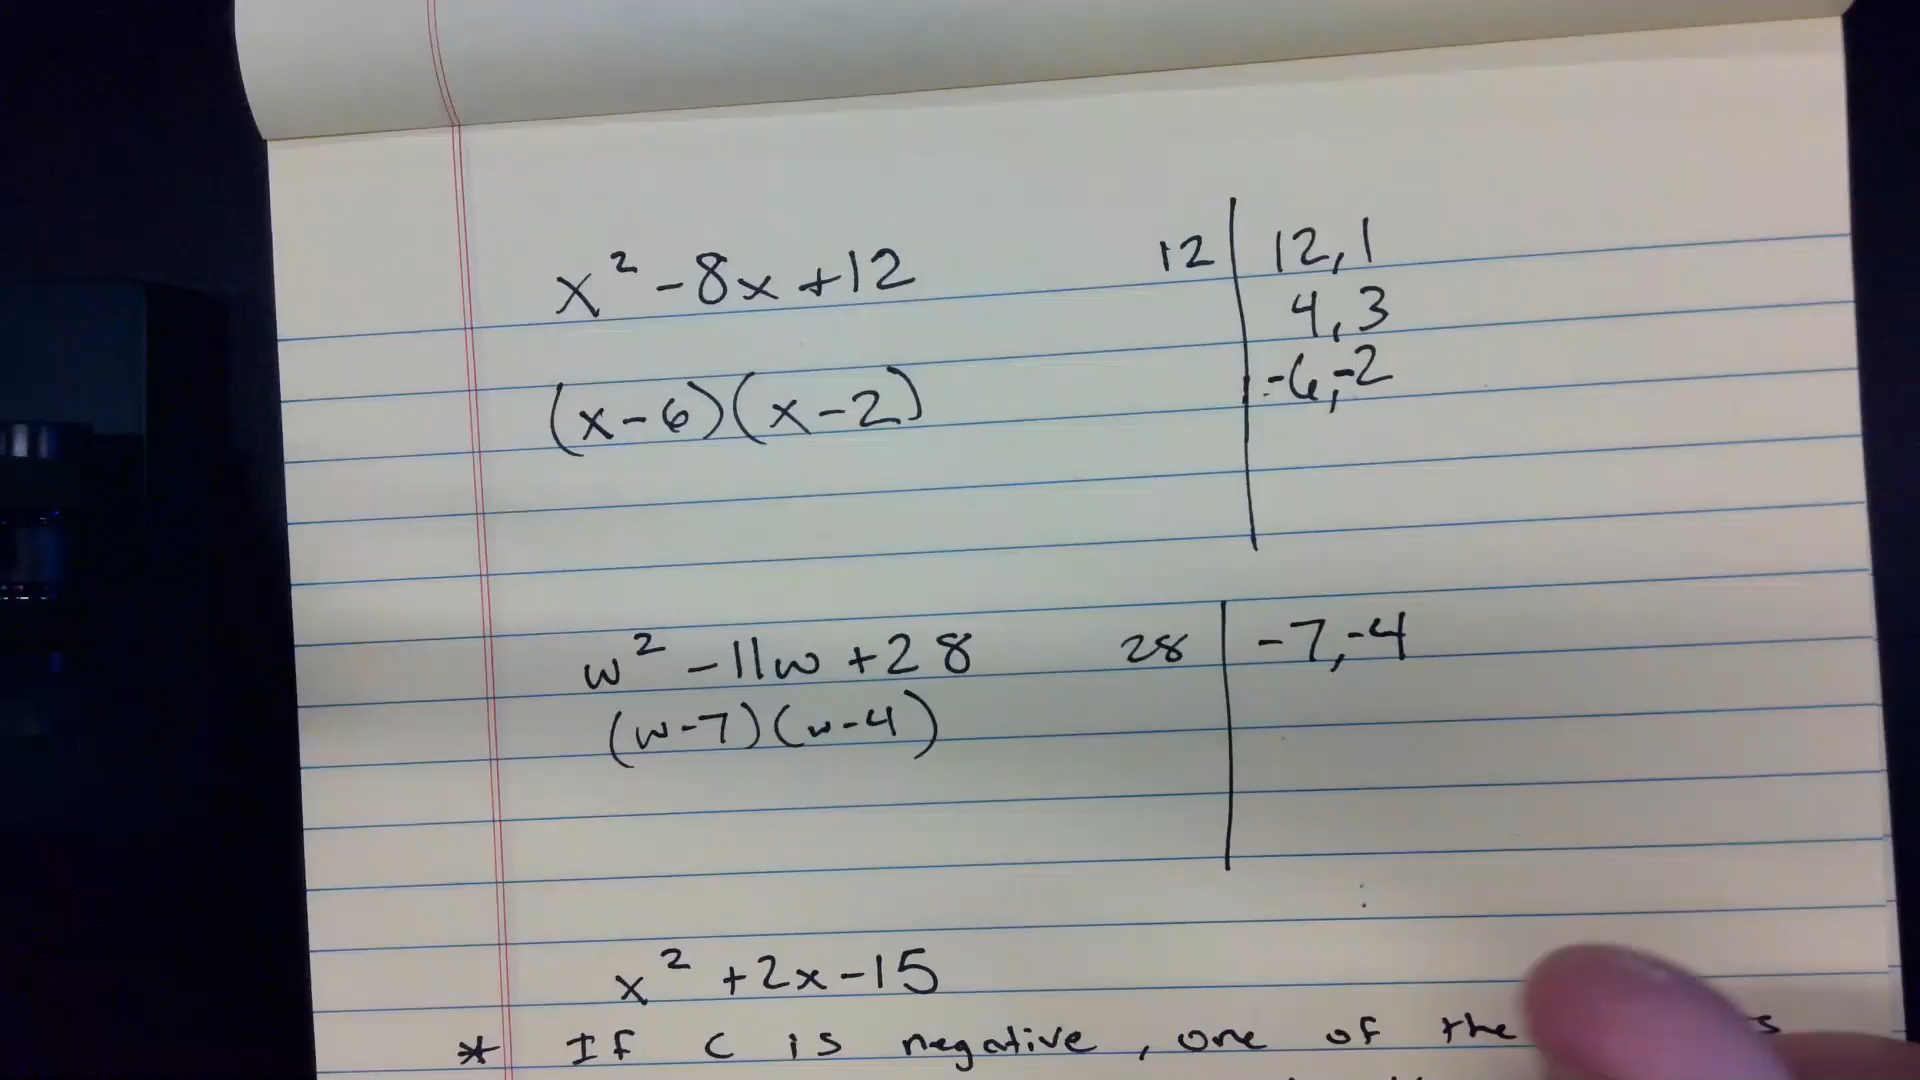 x² -8x +12
12 | 12, 1
4, 3
-6, -2
(x-6)(x-2)
w² -11w +28
28 | -7, -4
(w-7)(w-4)
x² +2x -15
* If c is negative, one of the